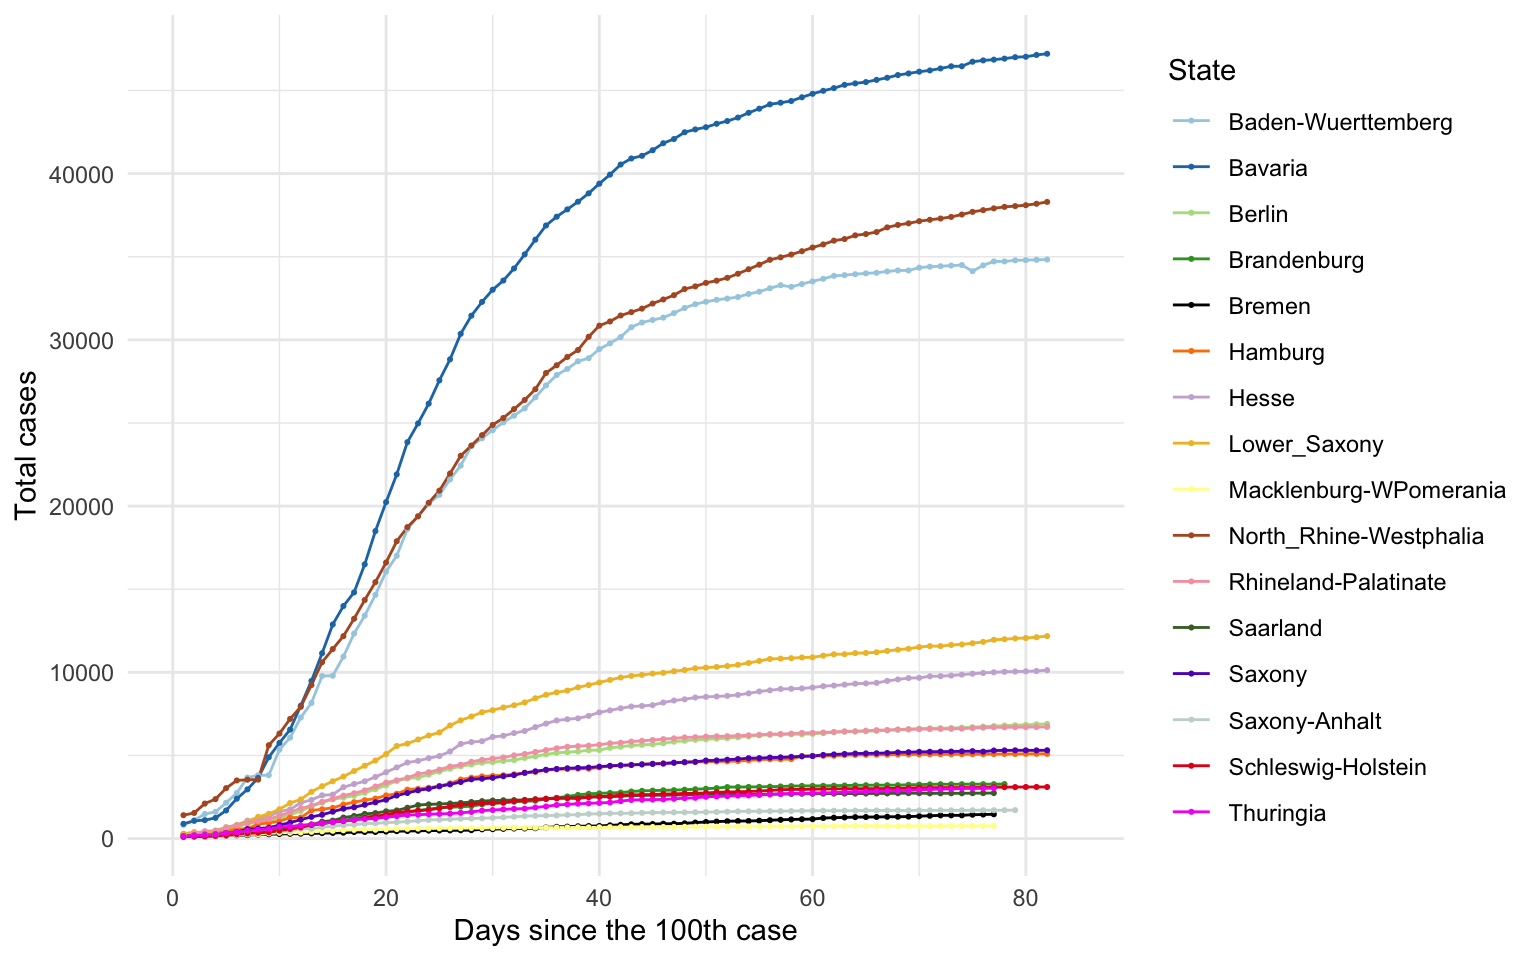 Total cases
40000
30000
20000
10000
0
0 20 40 60 80
Days since the 100th case
State
Baden-Wuerttemberg
Bavaria
Berlin
Brandenburg
Bremen
Hamburg
Hesse
Lower_Saxony
Macklenburg-WPomerania
North_Rhine-Westphalia
Rhineland-Palatinate
Saarland
Saxony
Saxony-Anhalt
Schleswig-Holstein
Thuringia